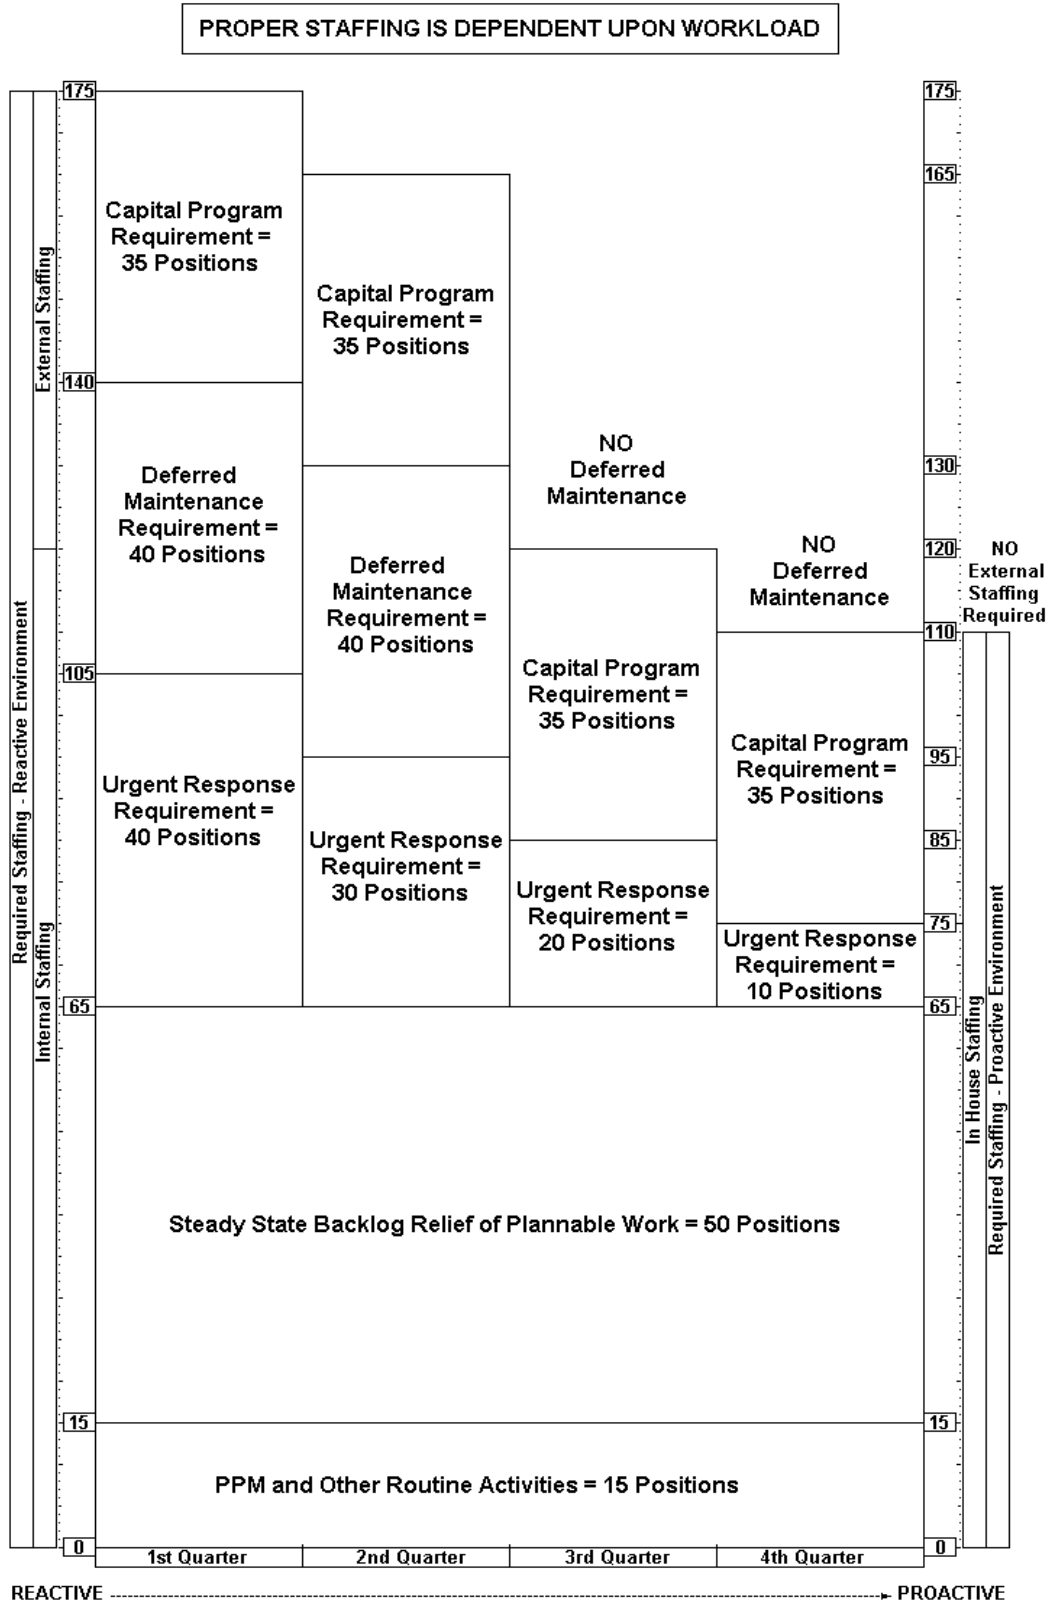 PROPER STAFFING IS DEPENDENT UPON WORKLOAD
175
140
105
65
15
0
175
165
130
120
110
95
85
75
65
15
0
Required Staffing - Reactive Environment
External Staffing
Internal Staffing
Capital Program
Requirement =
35 Positions
Deferred
Maintenance
Requirement =
40 Positions
Urgent Response
Requirement =
40 Positions
Capital Program
Requirement =
35 Positions
Deferred
Maintenance
Requirement =
40 Positions
Urgent Response
Requirement =
30 Positions
NO
Deferred
Maintenance
Capital Program
Requirement =
35 Positions
Urgent Response
Requirement =
20 Positions
NO
Deferred
Maintenance
Capital Program
Requirement =
35 Positions
Urgent Response
Requirement =
10 Positions
NO
External
Staffing
Required
In House Staffing
Required Staffing - Proactive Environment
Steady State Backlog Relief of Plannable Work = 50 Positions
PPM and Other Routine Activities = 15 Positions
1st Quarter
2nd Quarter
3rd Quarter
4th Quarter
REACTIVE
PROACTIVE